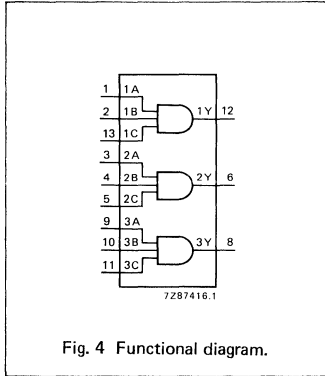 1 1A
2 1B 1Y 12
13 1C
3 2A
4 2B 2Y 6
5 2C
9 3A
10 3B 3Y 8
11 3C
7Z87416.1
Fig. 4 Functional diagram.